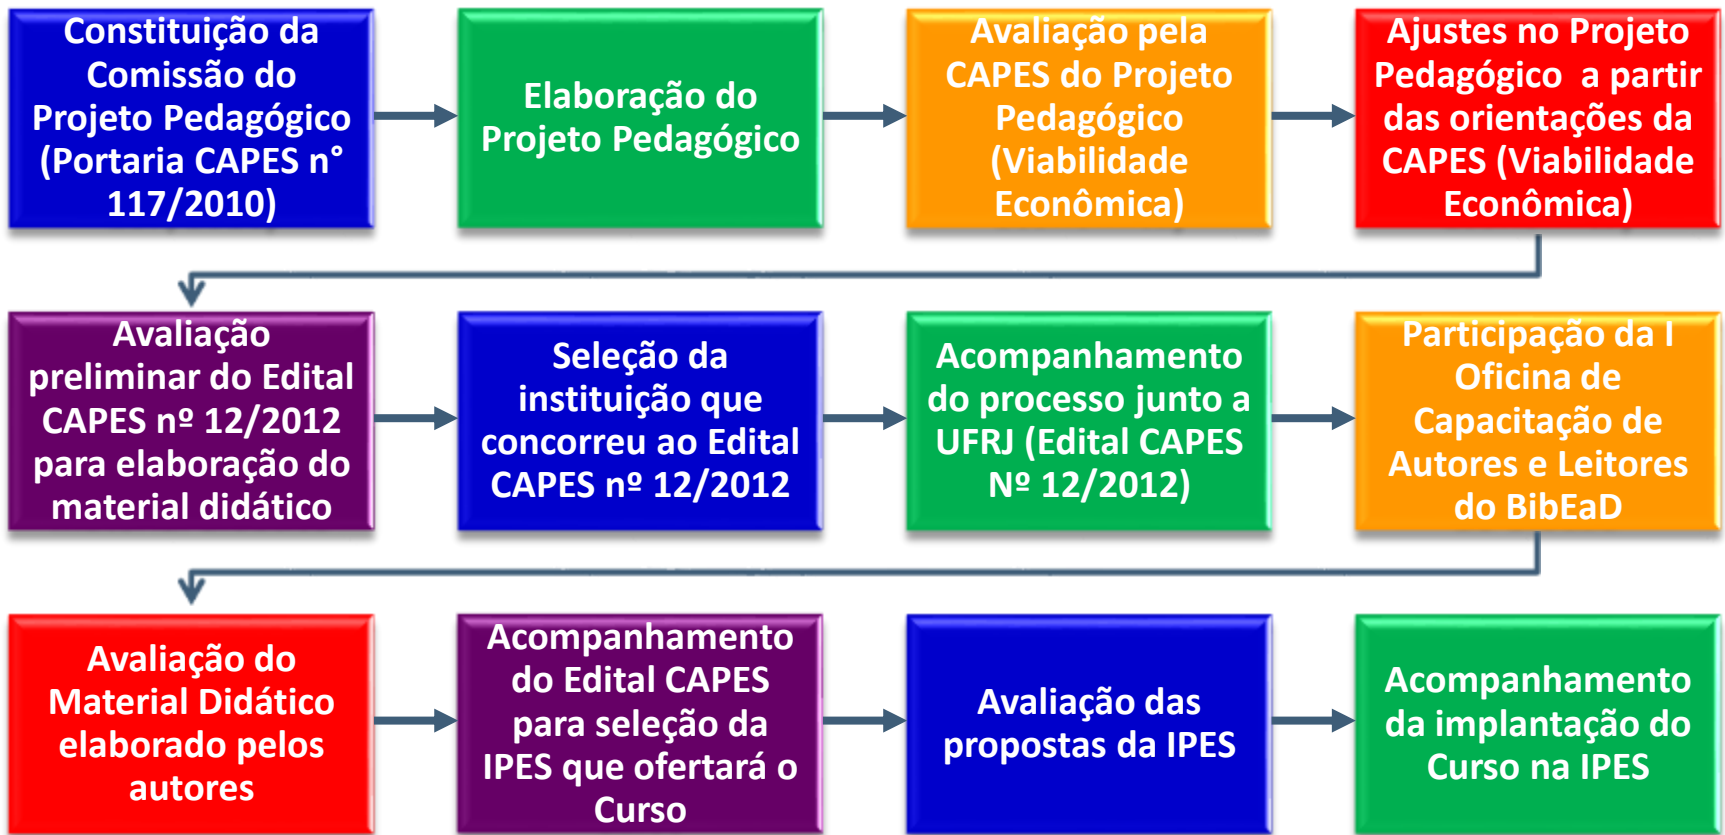 Constituição da
Comissão do
Projeto Pedagógico
(Portaria CAPES n°
117/2010)
Elaboração do
Projeto Pedagógico
Avaliação pela
CAPES do Projeto
Pedagógico
(Viabilidade
Econômica)
Ajustes no Projeto
Pedagógico a partir
das orientações da
CAPES (Viabilidade
Econômica)
Avaliação
preliminar do Edital
CAPES nº 12/2012
para elaboração do
material didático
Seleção da
instituição que
concorreu ao Edital
CAPES nº 12/2012
Acompanhamento
do processo junto a
UFRJ (Edital CAPES
Nº 12/2012)
Participação da I
Oficina de
Capacitação de
Autores e Leitores
do BibEaD
Avaliação do
Material Didático
elaborado pelos
autores
Acompanhamento
do Edital CAPES
para seleção da
IPES que ofertará o
Curso
Avaliação das
propostas da IPES
Acompanhamento
da implantação do
Curso na IPES